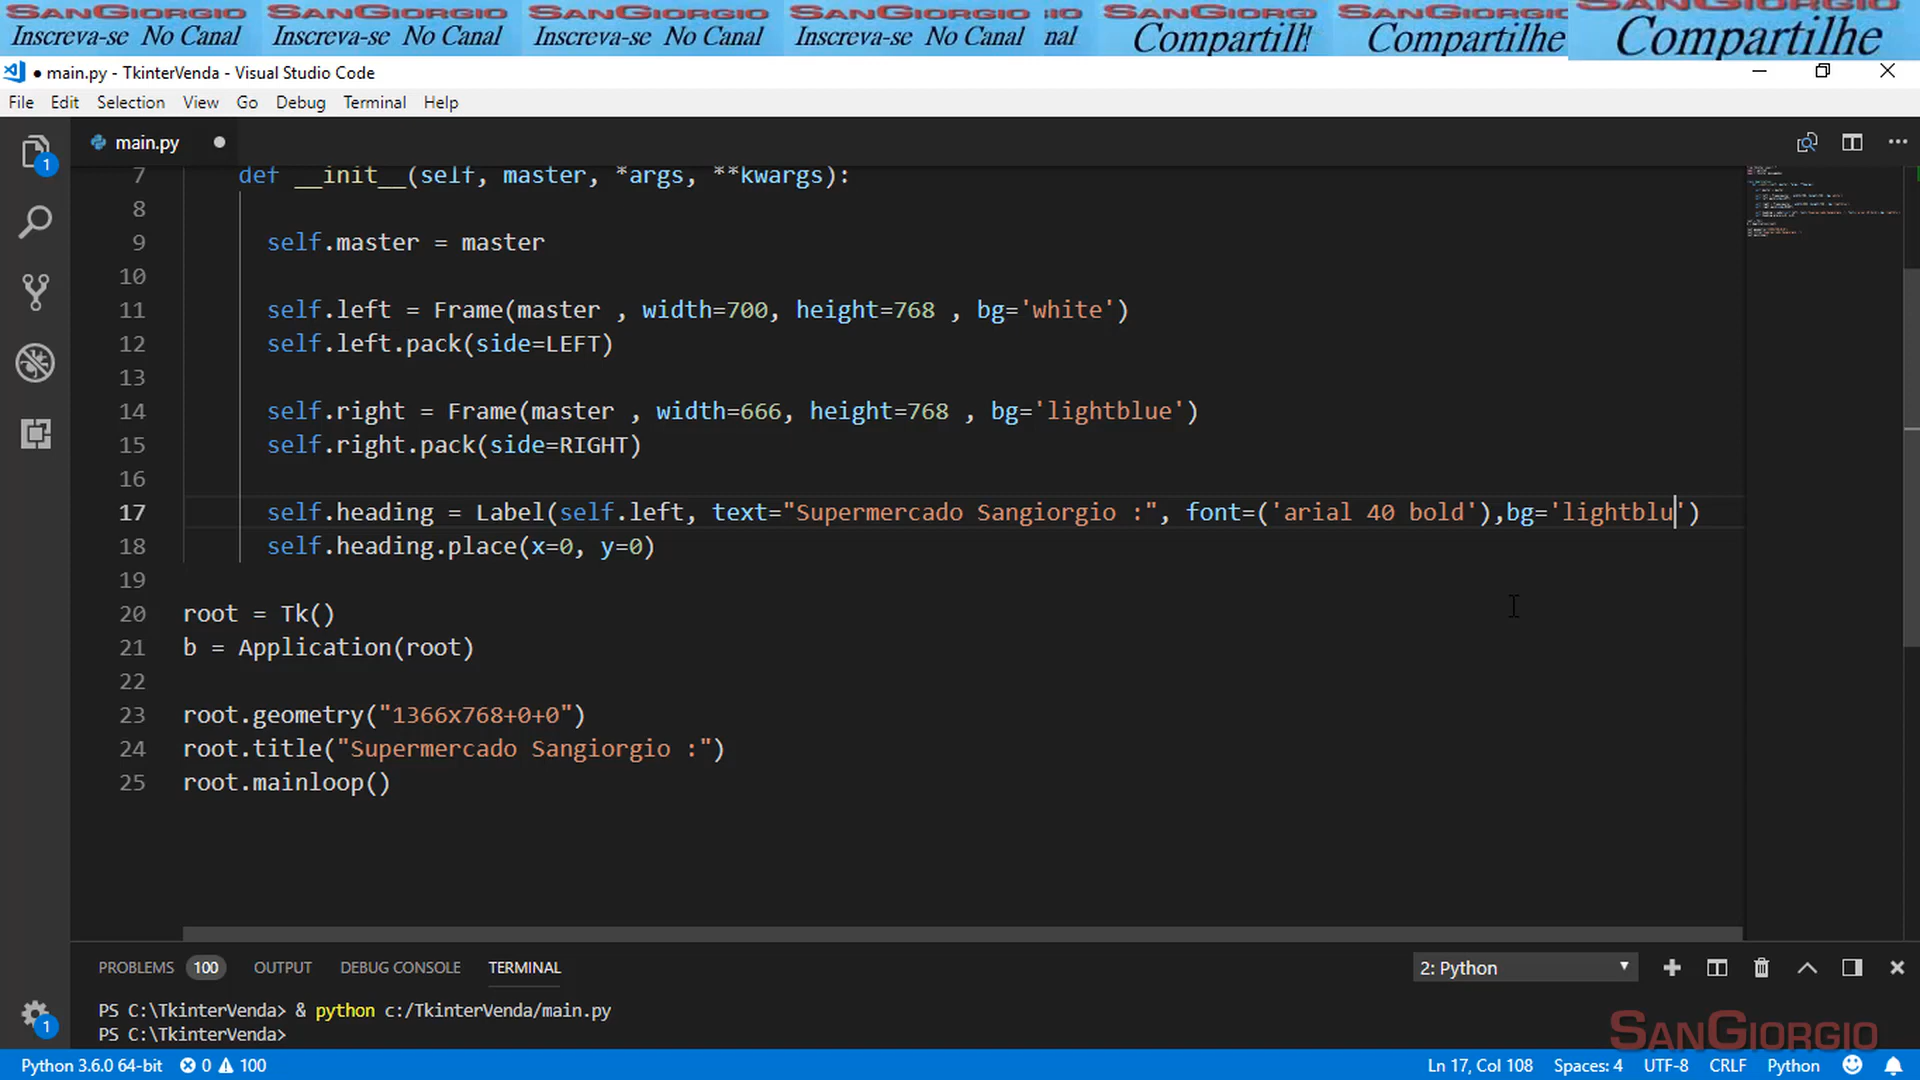 SANGIORGIO SANGIORGIO SANGIORGIO SANGIORGIO IO SANGIORGIO SANGIORGIO SANGIORGIO
Inscreva-se No Canal Inscreva-se No Canal Inscreva-se No Canal Inscreva-se No Canal nal Compartilh Compartilhe Compartilhe
● main.py - TkinterVenda - Visual Studio Code
File Edit Selection View Go Debug Terminal Help
1 main.py
7 def __init__(self, master, *args, **kwargs):
8
9 self.master = master
10
11 self.left = Frame(master , width=700, height=768 , bg='white')
12 self.left.pack(side=LEFT)
13
14 self.right = Frame(master , width=666, height=768 , bg='lightblue')
15 self.right.pack(side=RIGHT)
16
17 self.heading = Label(self.left, text="Supermercado Sangiorgio :", font=('arial 40 bold'),bg='lightblu')
18 self.heading.place(x=0, y=0)
19
20 root = Tk()
21 b = Application(root)
22
23 root.geometry("1366x768+0+0")
24 root.title("Supermercado Sangiorgio :")
25 root.mainloop()
PROBLEMS 100 OUTPUT DEBUG CONSOLE TERMINAL 2: Python
PS C:\TkinterVenda> & python c:/TkinterVenda/main.py
PS C:\TkinterVenda>
1
SANGIORGIO
Python 3.6.0 64-bit 0 100 Ln 17, Col 108 Spaces: 4 UTF-8 CRLF Python